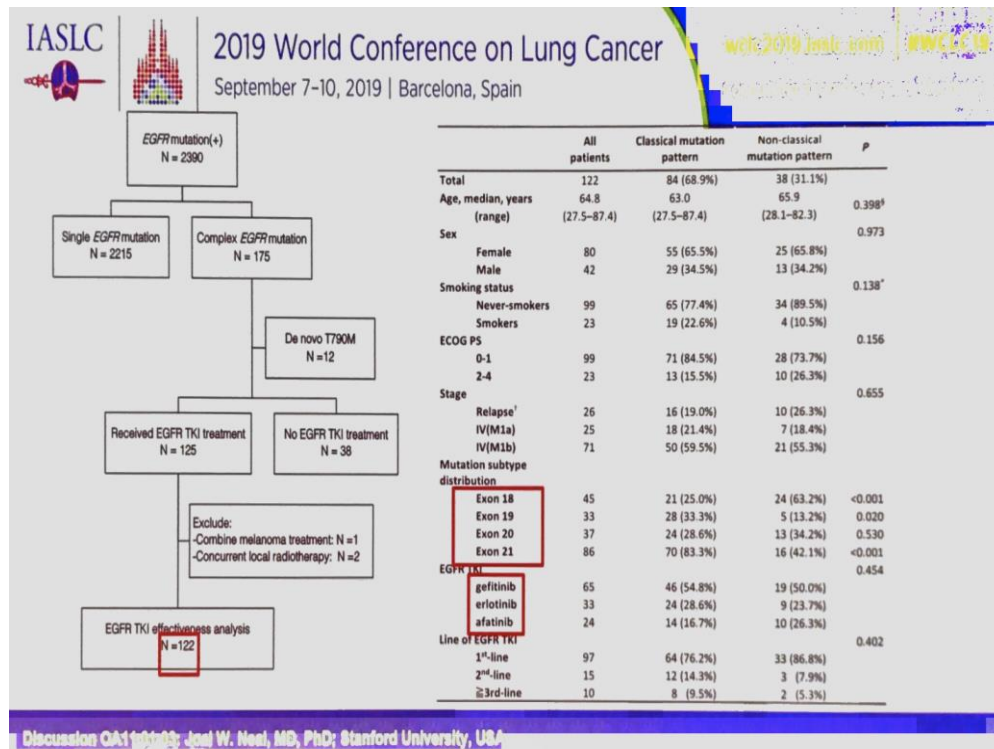 IASLC
2019 World Conference on Lung Cancer
September 7-10, 2019 | Barcelona, Spain
wclc2019.iaslc.com #WCLC19
EGFR mutation(+)
N = 2390
Single EGFR mutation
N = 2215
Complex EGFR mutation
N = 175
De novo T790M
N =12
Received EGFR TKI treatment
N = 125
No EGFR TKI treatment
N = 38
Exclude:
-Combine melanoma treatment: N =1
-Concurrent local radiotherapy: N =2
EGFR TKI effectiveness analysis
N =122
All patients Classical mutation pattern Non-classical mutation pattern P
Total 122 84 (68.9%) 38 (31.1%)
Age, median, years 64.8 63.0 65.9
(range) (27.5–87.4) (27.5–87.4) (28.1–82.3) 0.398§
Sex 0.973
Female 80 55 (65.5%) 25 (65.8%)
Male 42 29 (34.5%) 13 (34.2%)
Smoking status 0.138*
Never-smokers 99 65 (77.4%) 34 (89.5%)
Smokers 23 19 (22.6%) 4 (10.5%)
ECOG PS 0.156
0-1 99 71 (84.5%) 28 (73.7%)
2-4 23 13 (15.5%) 10 (26.3%)
Stage 0.655
Relapse† 26 16 (19.0%) 10 (26.3%)
IV(M1a) 25 18 (21.4%) 7 (18.4%)
IV(M1b) 71 50 (59.5%) 21 (55.3%)
Mutation subtype
distribution
Exon 18 45 21 (25.0%) 24 (63.2%) <0.001
Exon 19 33 28 (33.3%) 5 (13.2%) 0.020
Exon 20 37 24 (28.6%) 13 (34.2%) 0.530
Exon 21 86 70 (83.3%) 16 (42.1%) <0.001
EGFR TKI 0.454
gefitinib 65 46 (54.8%) 19 (50.0%)
erlotinib 33 24 (28.6%) 9 (23.7%)
afatinib 24 14 (16.7%) 10 (26.3%)
Line of EGFR TKI 0.402
1st-line 97 64 (76.2%) 33 (86.8%)
2nd-line 15 12 (14.3%) 3 (7.9%)
≧3rd-line 10 8 (9.5%) 2 (5.3%)
Discussion Joel W. Neal, MD, PhD; Stanford University, USA